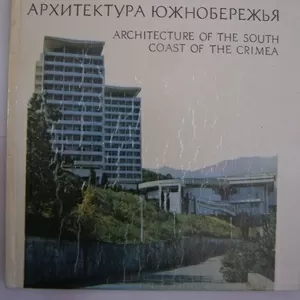 АРХИТЕКТУРА ЮЖНОБЕРЕЖЬЯ
ARCHITECTURE OF THE SOUTH
COAST OF THE CRIMEA